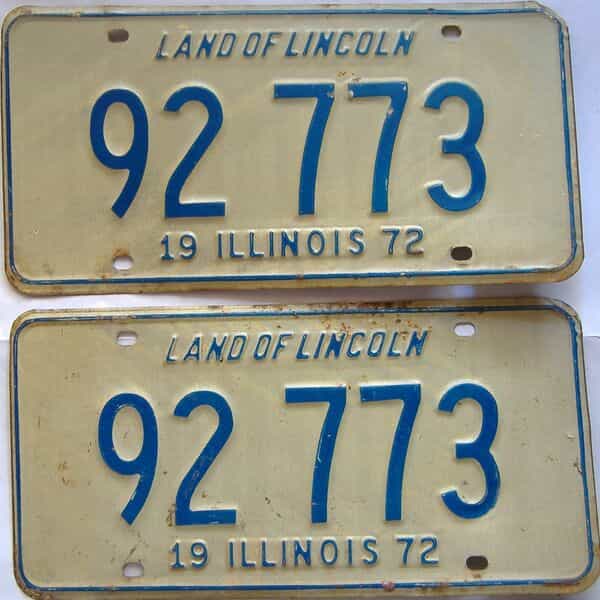 LAND OF LINCOLN
92 773
19 ILLINOIS 72
LAND OF LINCOLN
92 773
19 ILLINOIS 72